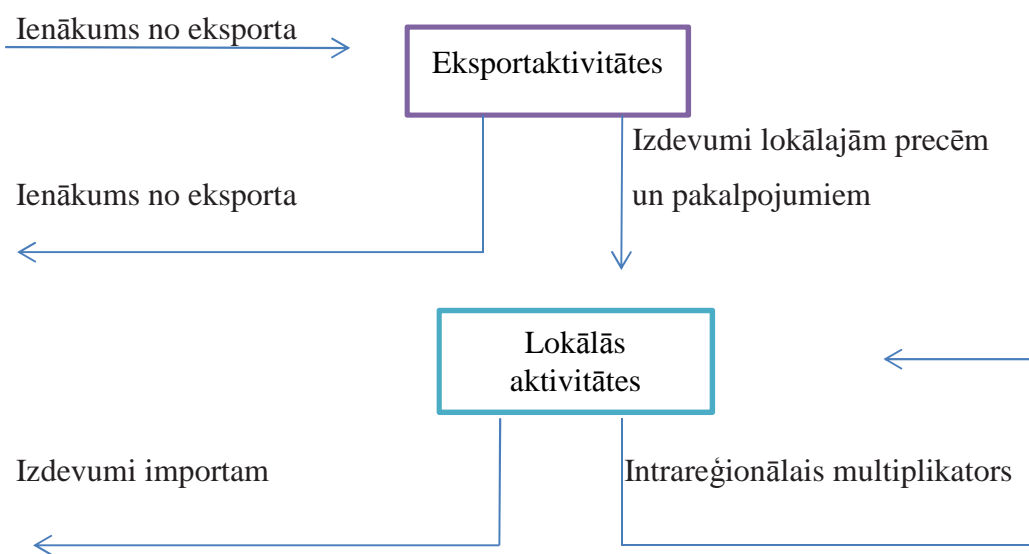 Ienākums no eksporta
Eksportaktivitātes
Izdevumi lokālajām precēm
un pakalpojumiem
Ienākums no eksporta
Lokālās
aktivitātes
Izdevumi importam
Intrareģionālais multiplikators